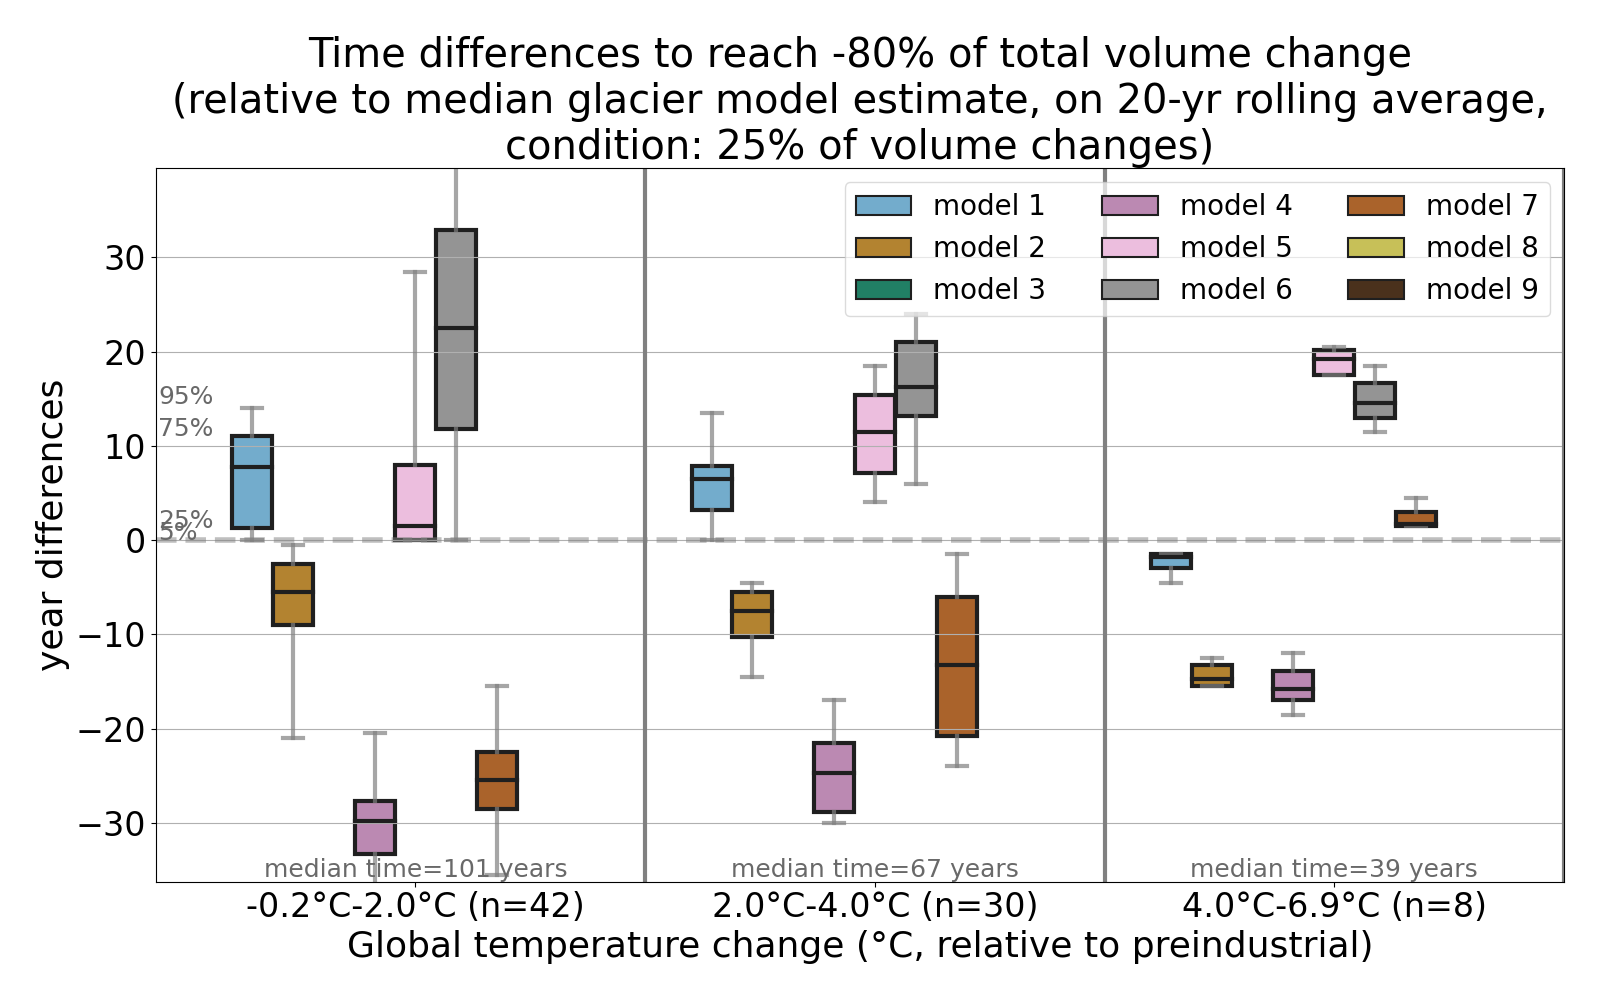 Time differences to reach -80% of total volume change
(relative to median glacier model estimate, on 20-yr rolling average,
condition: 25% of volume changes)
model 1
model 2
model 3
model 4
model 5
model 6
model 7
model 8
model 9
year differences
30
20
10
0
−10
−20
−30
95%
75%
25%
5%
median time=101 years
median time=67 years
median time=39 years
-0.2°C-2.0°C (n=42)
2.0°C-4.0°C (n=30)
4.0°C-6.9°C (n=8)
Global temperature change (°C, relative to preindustrial)